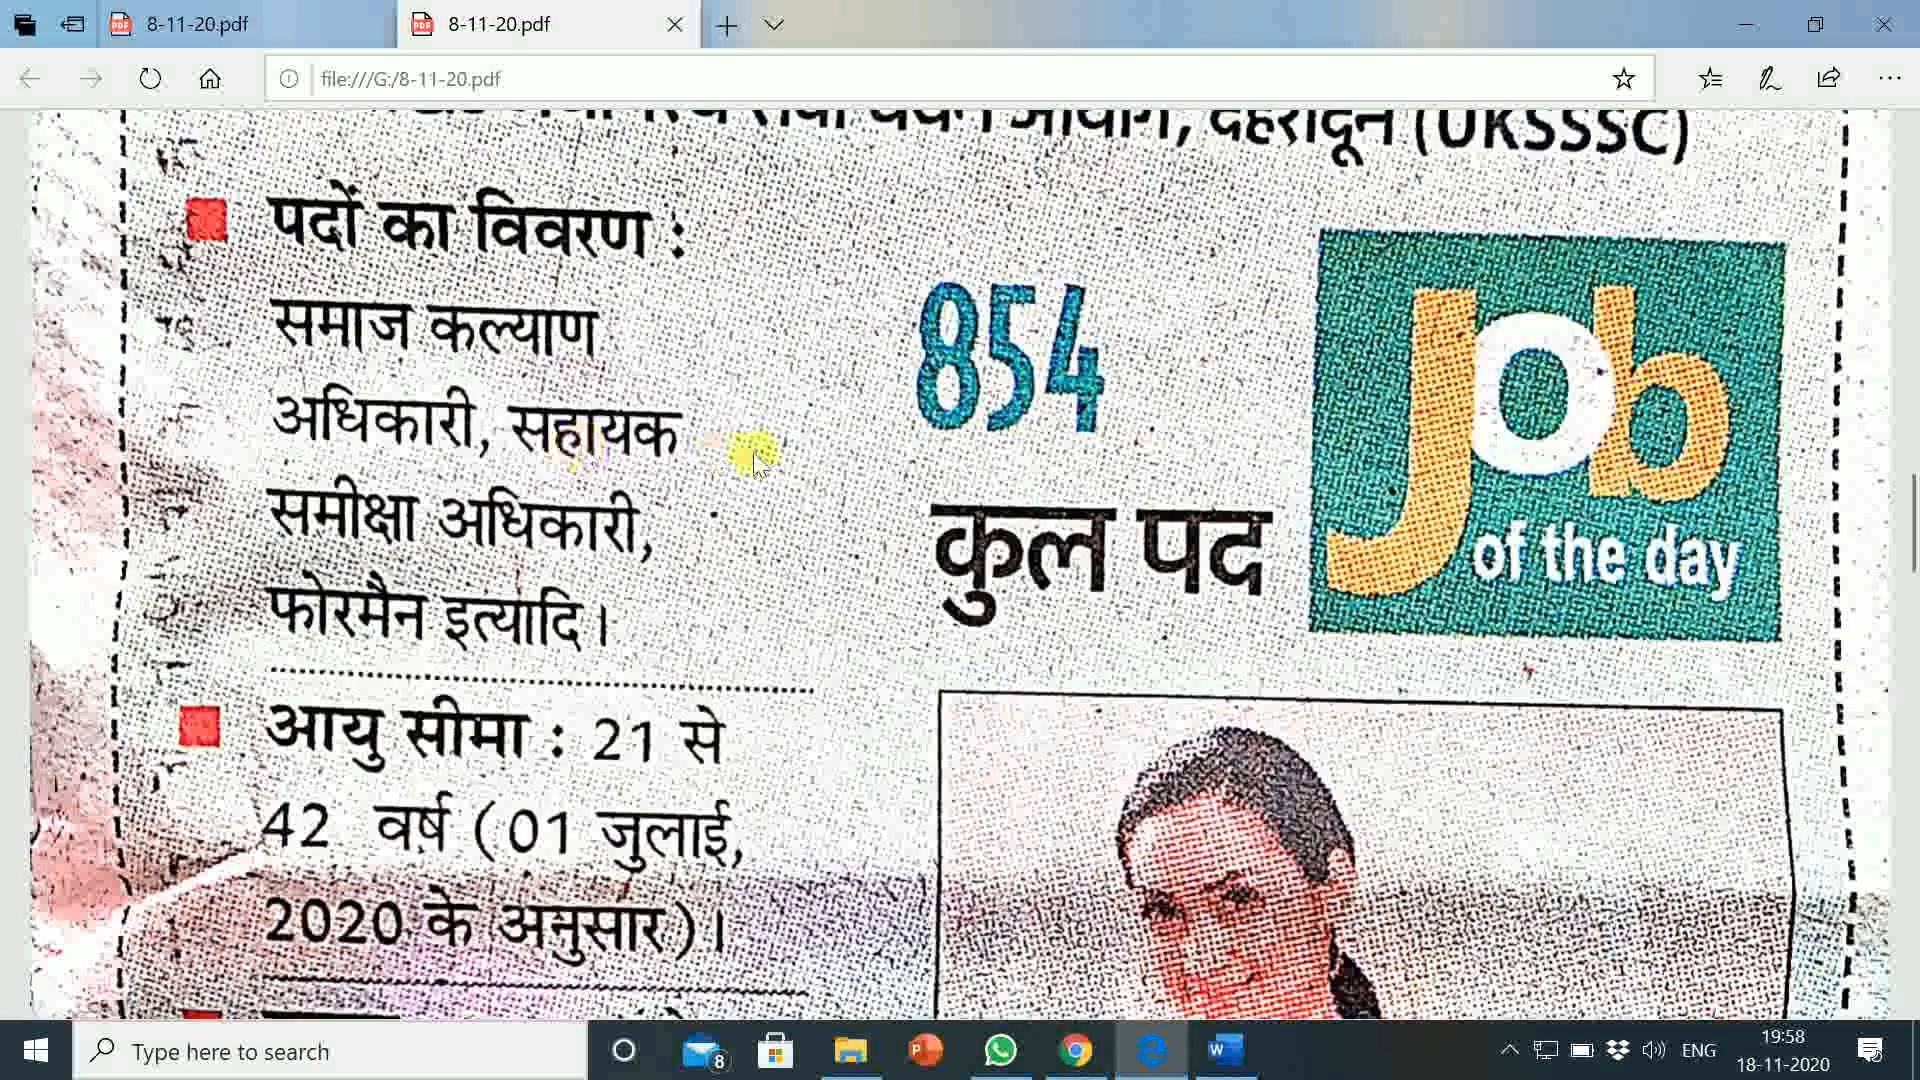 8-11-20.pdf
8-11-20.pdf
file:///G:/8-11-20.pdf
आयोग, देहरादून (UKSSSC)
पदों का विवरण :
समाज कल्याण
अधिकारी, सहायक
समीक्षा अधिकारी,
फोरमैन इत्यादि।
854
कुल पद
Job
of the day
आयु सीमा : 21 से
42 वर्ष (01 जुलाई,
2020 के अनुसार)।
Type here to search
8
ENG
19:58
18-11-2020